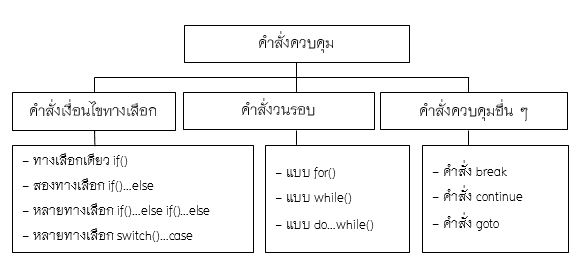 คำสั่งควบคุม
คำสั่งเงื่อนไขทางเลือก
– ทางเลือกเดียว if()
– สองทางเลือก if()...else
– หลายทางเลือก if()...else if()...else
– หลายทางเลือก switch()...case
คำสั่งวนรอบ
– แบบ for()
– แบบ while()
– แบบ do...while()
คำสั่งควบคุมอื่น ๆ
– คำสั่ง break
– คำสั่ง continue
– คำสั่ง goto